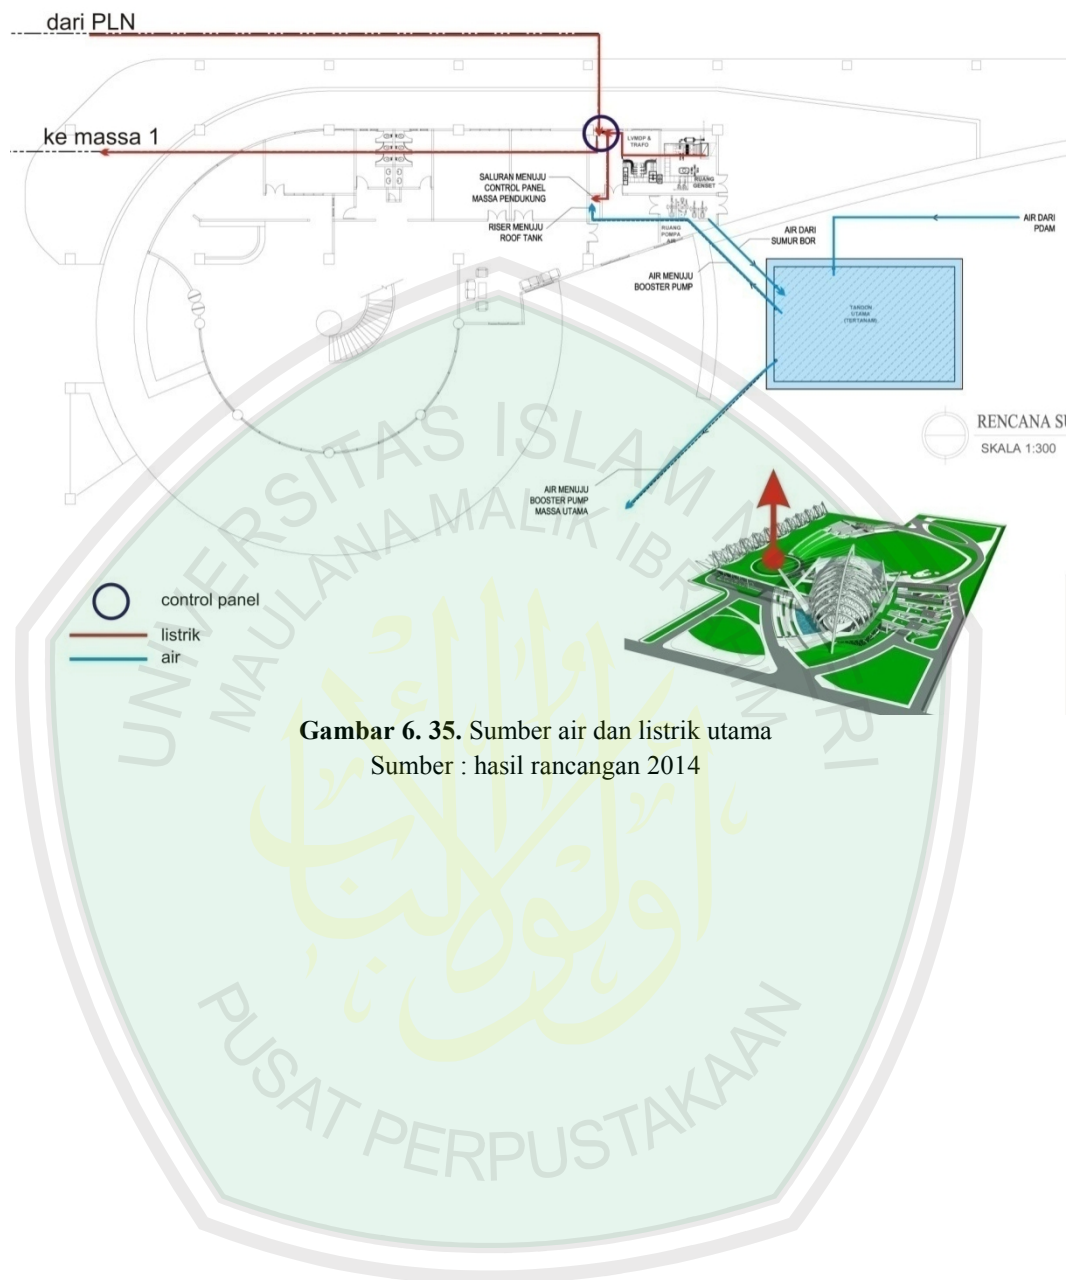 dari PLN
ke massa 1
LVMDP &
TRAFO
RUANG
GENSET
SALURAN MENUJU
CONTROL PANEL
MASSA PENDUKUNG
RISER MENUJU
ROOF TANK
RUANG
POMPA
AIR
AIR DARI
SUMUR BOR
AIR DARI
PDAM
AIR MENUJU
BOOSTER PUMP
TANDON
UTAMA
(TERTANAM)
RENCANA SU
SKALA 1:300
AIR MENUJU
BOOSTER PUMP
MASSA UTAMA
control panel
listrik
air
Gambar 6. 35. Sumber air dan listrik utama
Sumber : hasil rancangan 2014
UNIVERSITAS ISLAM NEGERI
MAULANA MALIK IBRAHIM
PUSAT PERPUSTAKAAN